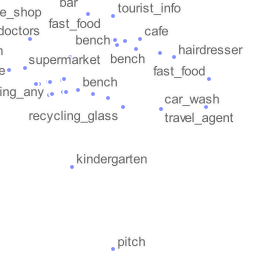 bar
tourist_info
e_shop
fast_food
doctors
cafe
bench
n
hairdresser
supermarket
bench
e
fast_food
bench
ing_any
car_wash
recycling_glass
travel_agent
kindergarten
pitch